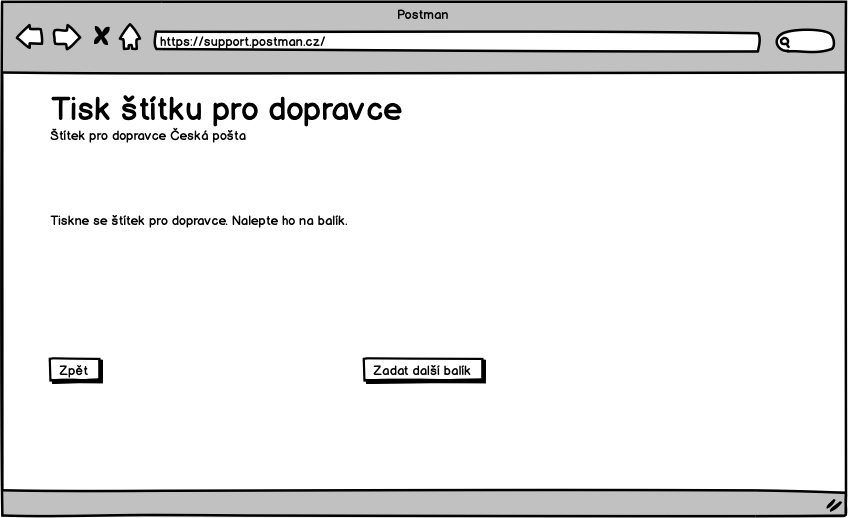 Postman
https://support.postman.cz/
Tisk štítku pro dopravce
Štítek pro dopravce Česká pošta
Tiskne se štítek pro dopravce. Nalepte ho na balík.
Zpět
Zadat další balík